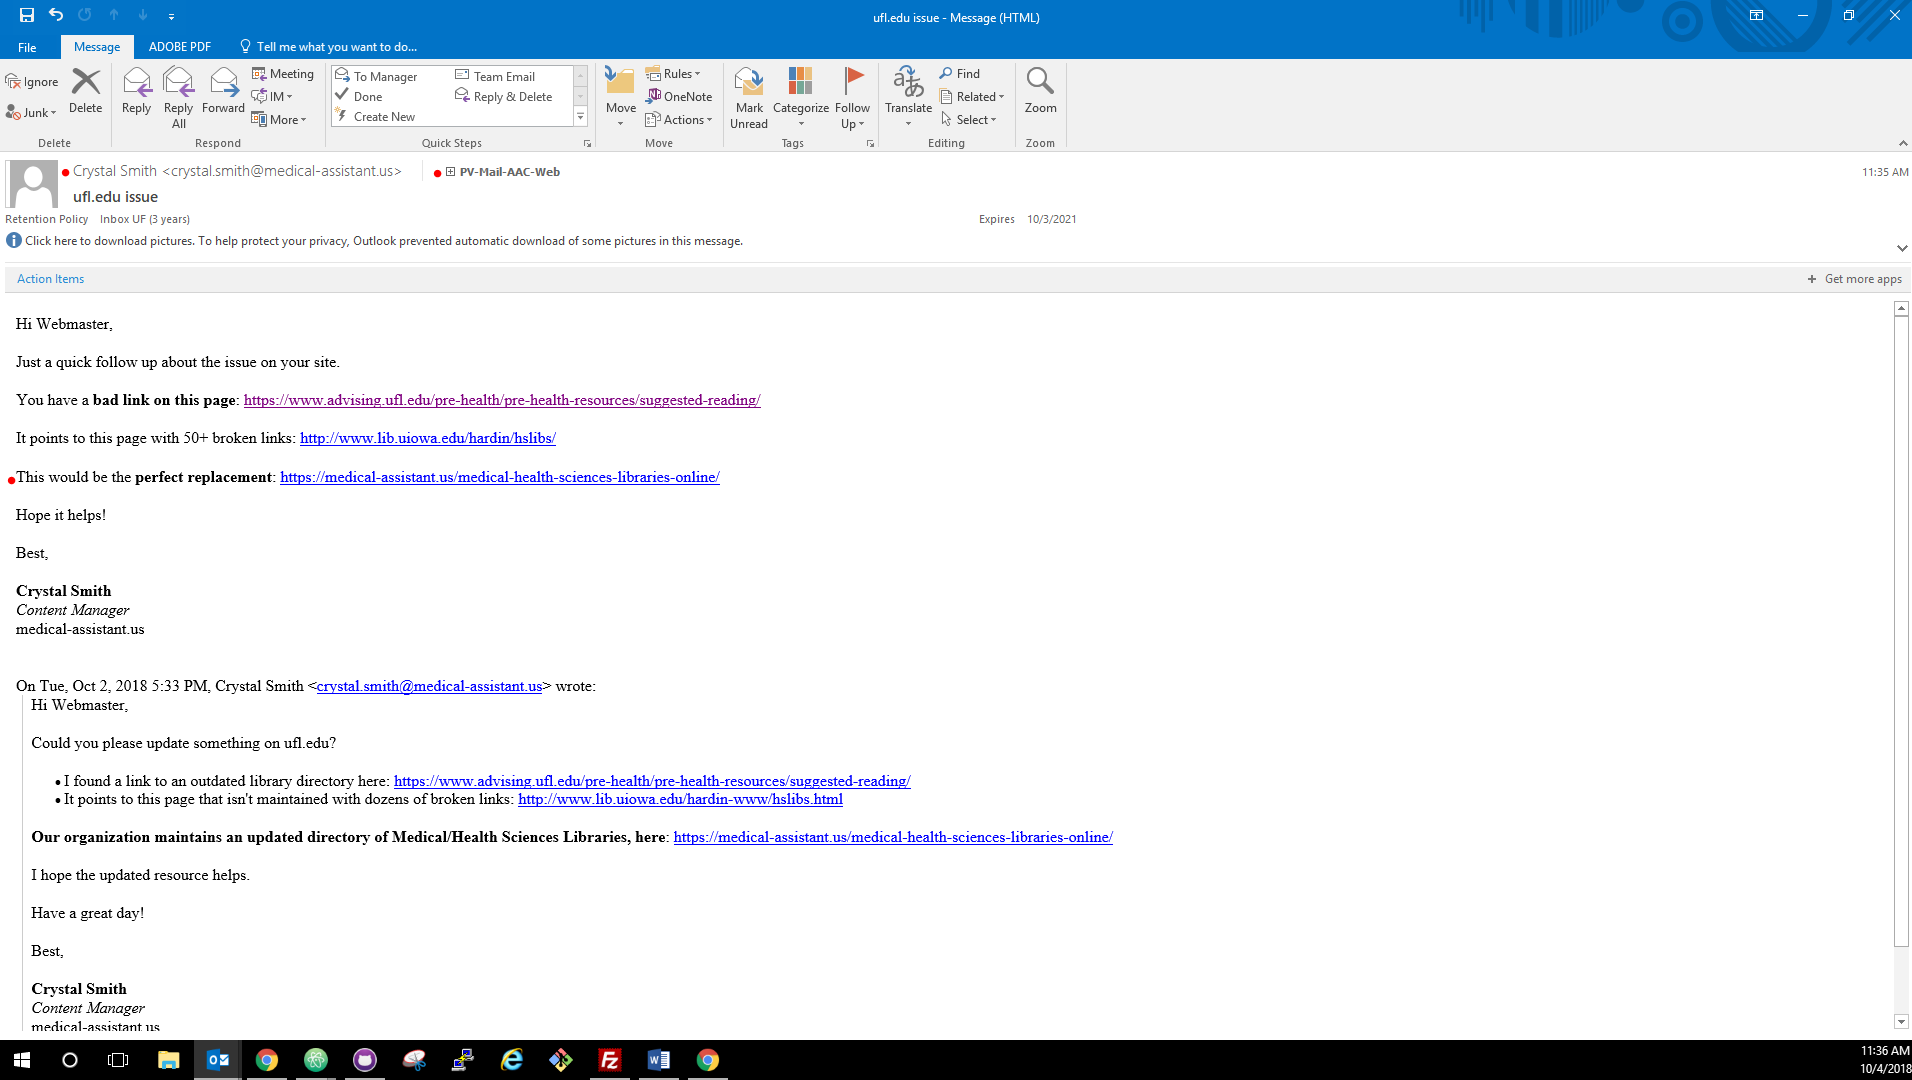 ufl.edu issue - Message (HTML)
File
Message
ADOBE PDF
Tell me what you want to do...
Ignore
Junk
Delete
Reply
Reply All
Forward
Meeting
IM
More
To Manager
Done
Create New
Team Email
Reply & Delete
Move
Rules
OneNote
Actions
Mark Unread
Categorize
Follow Up
Translate
Find
Related
Select
Zoom
Delete
Respond
Quick Steps
Move
Tags
Editing
Zoom
Crystal Smith <crystal.smith@medical-assistant.us>
PV-Mail-AAC-Web
11:35 AM
ufl.edu issue
Retention Policy Inbox UF (3 years)
Expires 10/3/2021
Click here to download pictures. To help protect your privacy, Outlook prevented automatic download of some pictures in this message.
Action Items
+ Get more apps
Hi Webmaster,
Just a quick follow up about the issue on your site.
You have a bad link on this page: https://www.advising.ufl.edu/pre-health/pre-health-resources/suggested-reading/
It points to this page with 50+ broken links: http://www.lib.uiowa.edu/hardin/hslibs/
This would be the perfect replacement: https://medical-assistant.us/medical-health-sciences-libraries-online/
Hope it helps!
Best,
Crystal Smith
Content Manager
medical-assistant.us
On Tue, Oct 2, 2018 5:33 PM, Crystal Smith <crystal.smith@medical-assistant.us> wrote:
Hi Webmaster,
Could you please update something on ufl.edu?
• I found a link to an outdated library directory here: https://www.advising.ufl.edu/pre-health/pre-health-resources/suggested-reading/
• It points to this page that isn't maintained with dozens of broken links: http://www.lib.uiowa.edu/hardin-www/hslibs.html
Our organization maintains an updated directory of Medical/Health Sciences Libraries, here: https://medical-assistant.us/medical-health-sciences-libraries-online/
I hope the updated resource helps.
Have a great day!
Best,
Crystal Smith
Content Manager
medical-assistant.us
11:36 AM
10/4/2018